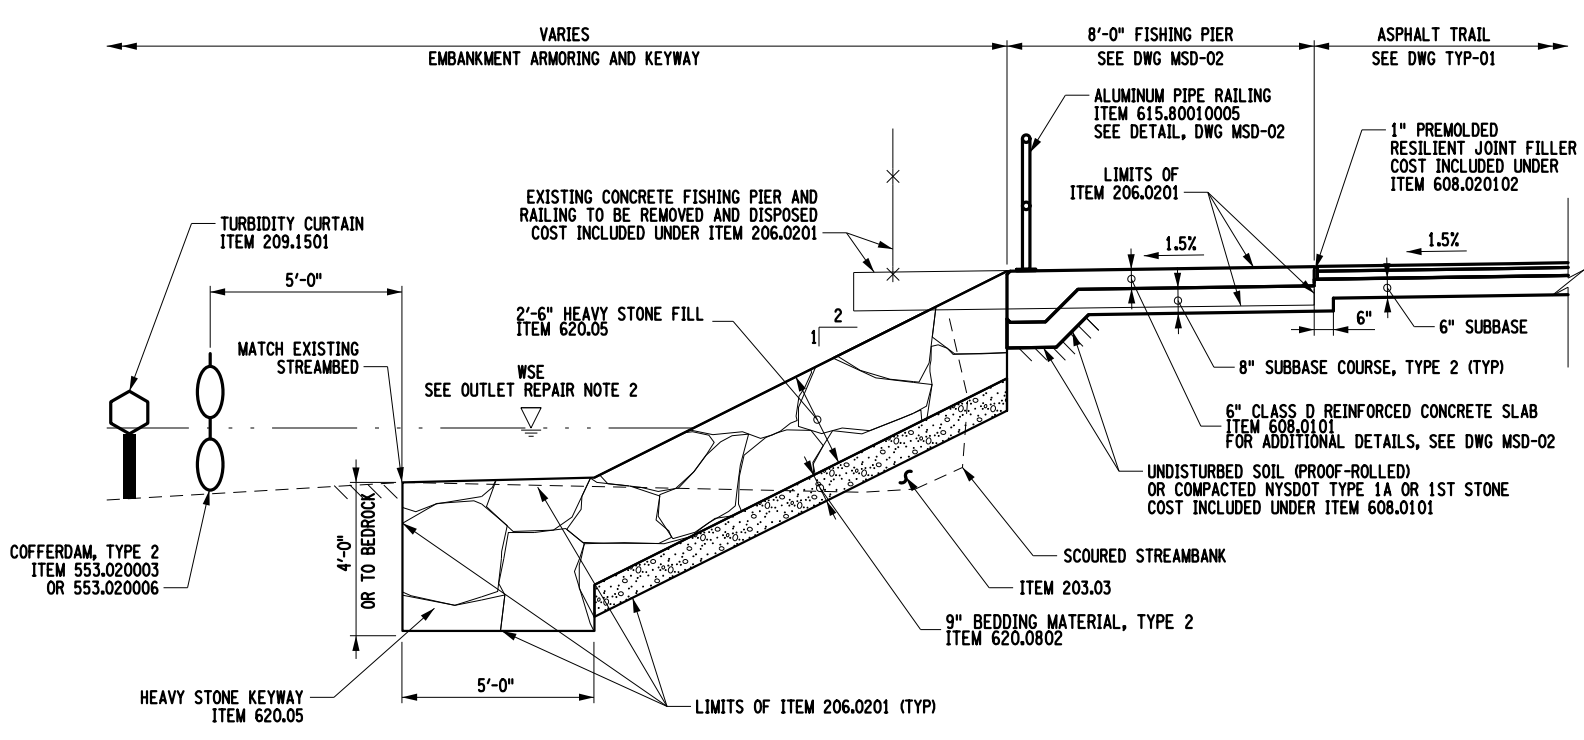 VARIES
EMBANKMENT ARMORING AND KEYWAY
8'-0" FISHING PIER
SEE DWG MSD-02
ASPHALT TRAIL
SEE DWG TYP-01
ALUMINUM PIPE RAILING
ITEM 615.80010005
SEE DETAIL, DWG MSD-02
1" PREMOLDED
RESILIENT JOINT FILLER
COST INCLUDED UNDER
ITEM 608.020102
LIMITS OF
ITEM 206.0201
EXISTING CONCRETE FISHING PIER AND
RAILING TO BE REMOVED AND DISPOSED
COST INCLUDED UNDER ITEM 206.0201
TURBIDITY CURTAIN
ITEM 209.1501
1.5%
1.5%
5'-0"
2'-6" HEAVY STONE FILL
ITEM 620.05
2
1
6"
6" SUBBASE
MATCH EXISTING
STREAMBED
WSE
SEE OUTLET REPAIR NOTE 2
8" SUBBASE COURSE, TYPE 2 (TYP)
6" CLASS D REINFORCED CONCRETE SLAB
ITEM 608.0101
FOR ADDITIONAL DETAILS, SEE DWG MSD-02
UNDISTURBED SOIL (PROOF-ROLLED)
OR COMPACTED NYSDOT TYPE 1A OR 1ST STONE
COST INCLUDED UNDER ITEM 608.0101
4'-0"
OR TO BEDROCK
COFFERDAM, TYPE 2
ITEM 553.020003
OR 553.020006
SCOURED STREAMBANK
ITEM 203.03
9" BEDDING MATERIAL, TYPE 2
ITEM 620.0802
HEAVY STONE KEYWAY
ITEM 620.05
5'-0"
LIMITS OF ITEM 206.0201 (TYP)